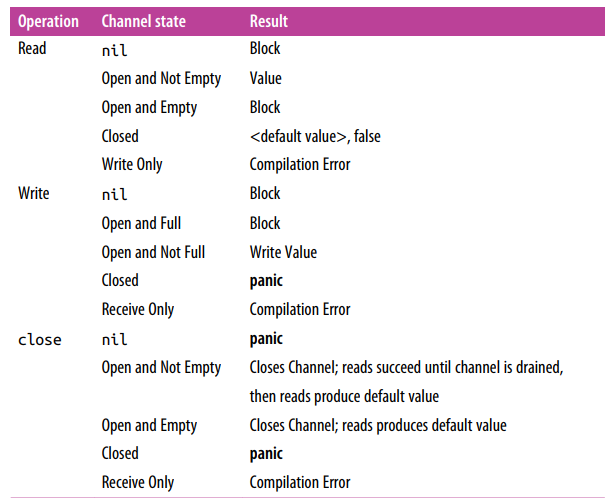 Operation Channel state Result
Read nil Block
Open and Not Empty Value
Open and Empty Block
Closed <default value>, false
Write Only Compilation Error
Write nil Block
Open and Full Block
Open and Not Full Write Value
Closed panic
Receive Only Compilation Error
close nil panic
Open and Not Empty Closes Channel; reads succeed until channel is drained,
then reads produce default value
Open and Empty Closes Channel; reads produces default value
Closed panic
Receive Only Compilation Error